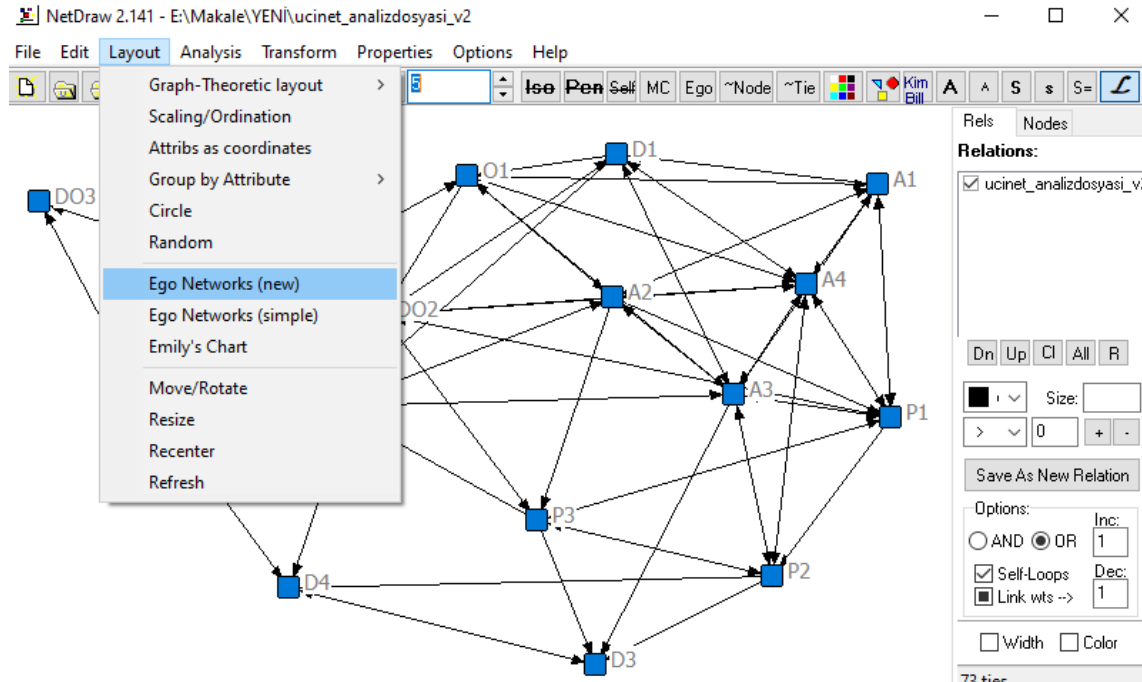 NetDraw 2.141 - E:\Makale\YENİ\ucinet_analizdosyasi_v2
File Edit Layout Analysis Transform Properties Options Help
5 Iso Pen Self MC Ego ~Node ~Tie Kim Bill A A S s S= L
Graph-Theoretic layout >
Scaling/Ordination
Attribs as coordinates
Group by Attribute >
Circle
Random
Ego Networks (new)
Ego Networks (simple)
Emily's Chart
Move/Rotate
Resize
Recenter
Refresh
DO3
O1
D1
A1
A4
A2
DO2
A3
P1
P3
P2
D4
D3
Rels Nodes
Relations:
ucinet_analizdosyasi_v2
Dn Up Cl All R
Size:
> 0 + -
Save As New Relation
Options:
Inc:
AND OR 1
Self-Loops Dec:
Link wts --> 1
Width Color
73 ties